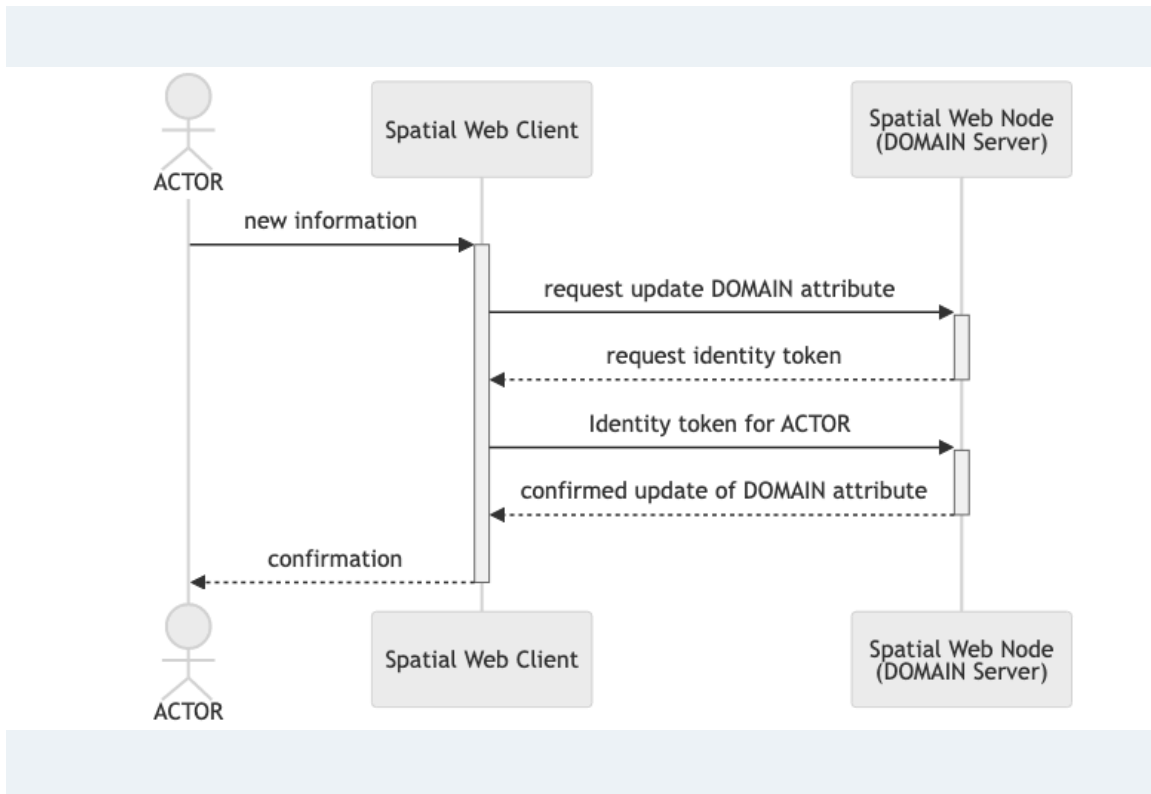 Spatial Web Client
Spatial Web Node
(DOMAIN Server)
ACTOR
new information
request update DOMAIN attribute
request identity token
Identity token for ACTOR
confirmed update of DOMAIN attribute
confirmation
Spatial Web Client
Spatial Web Node
(DOMAIN Server)
ACTOR